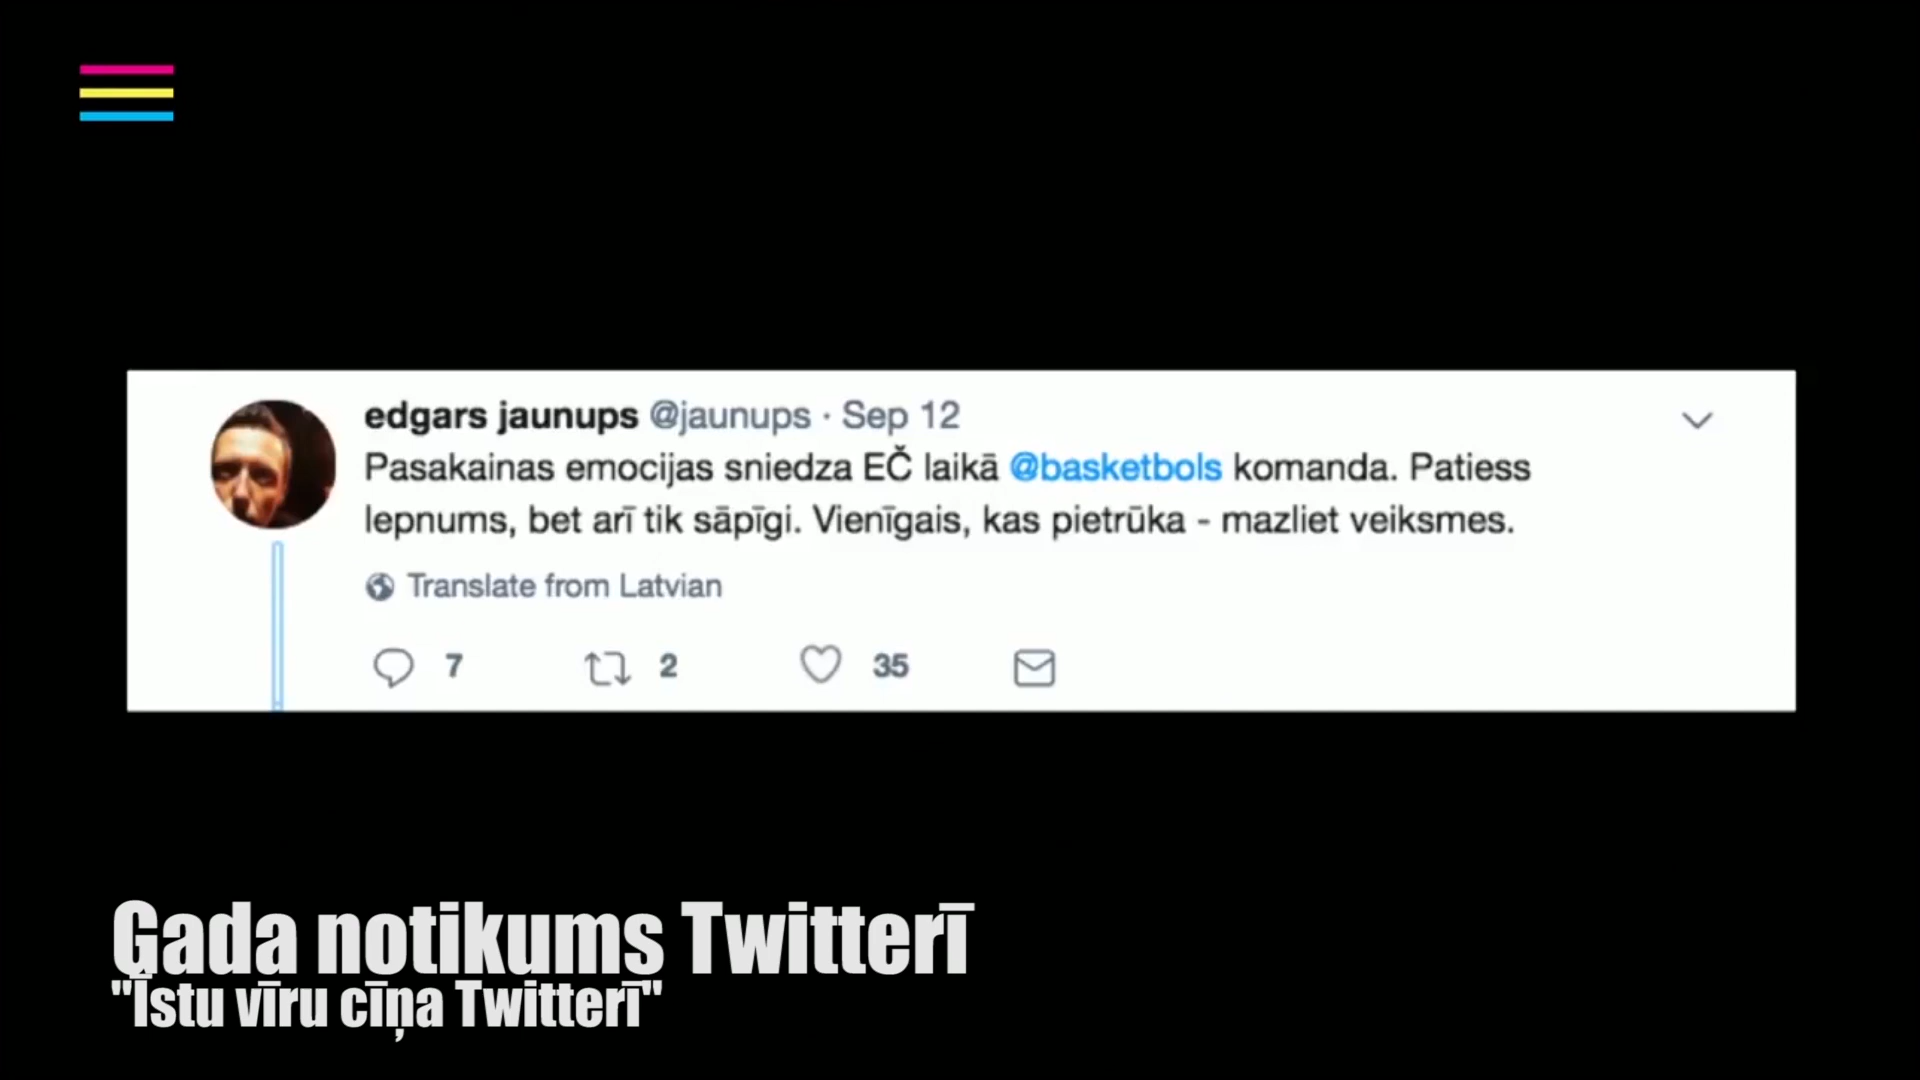 edgars jaunups @jaunups · Sep 12
Pasakainas emocijas sniedza EČ laikā @basketbols komanda. Patiess
lepnums, bet arī tik sāpīgi. Vienīgais, kas pietrūka - mazliet veiksmes.
Translate from Latvian
7 2 35
Gada notikums Twitterī
"Īstu vīru cīņa Twitterī"